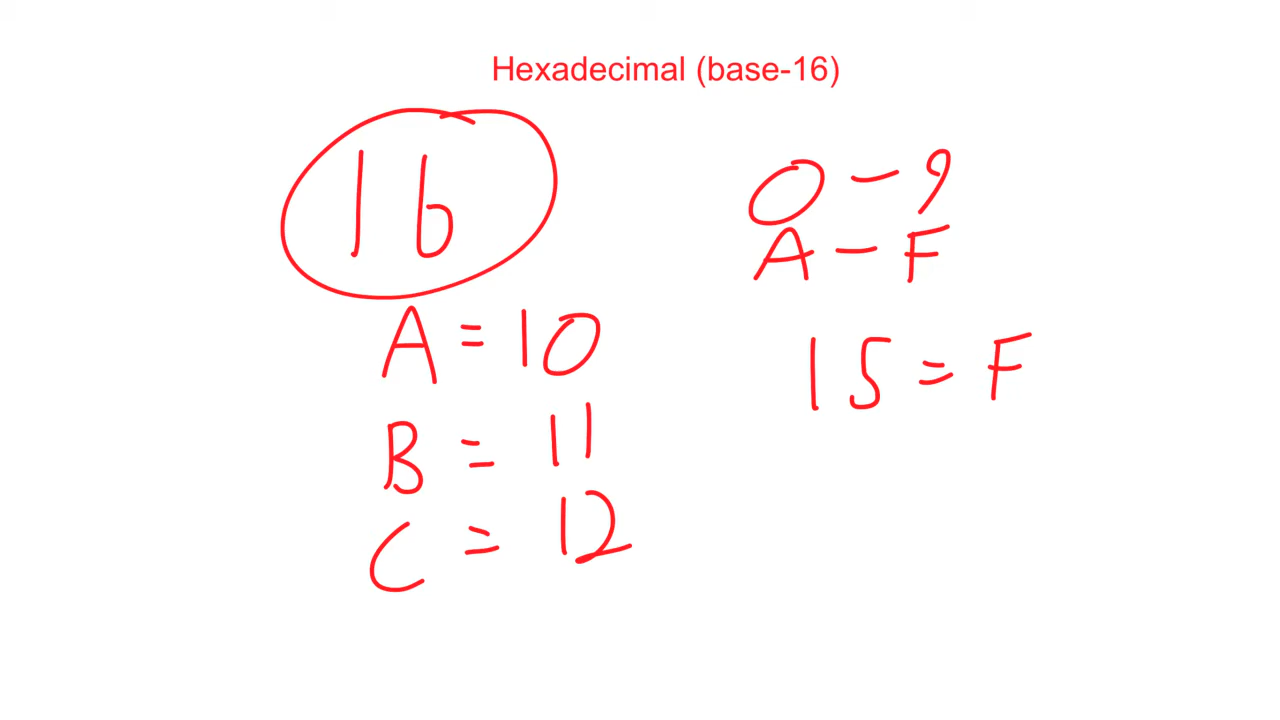 Hexadecimal (base-16)
16
A = 10
B = 11
C = 12
0 - 9
A - F
15 = F